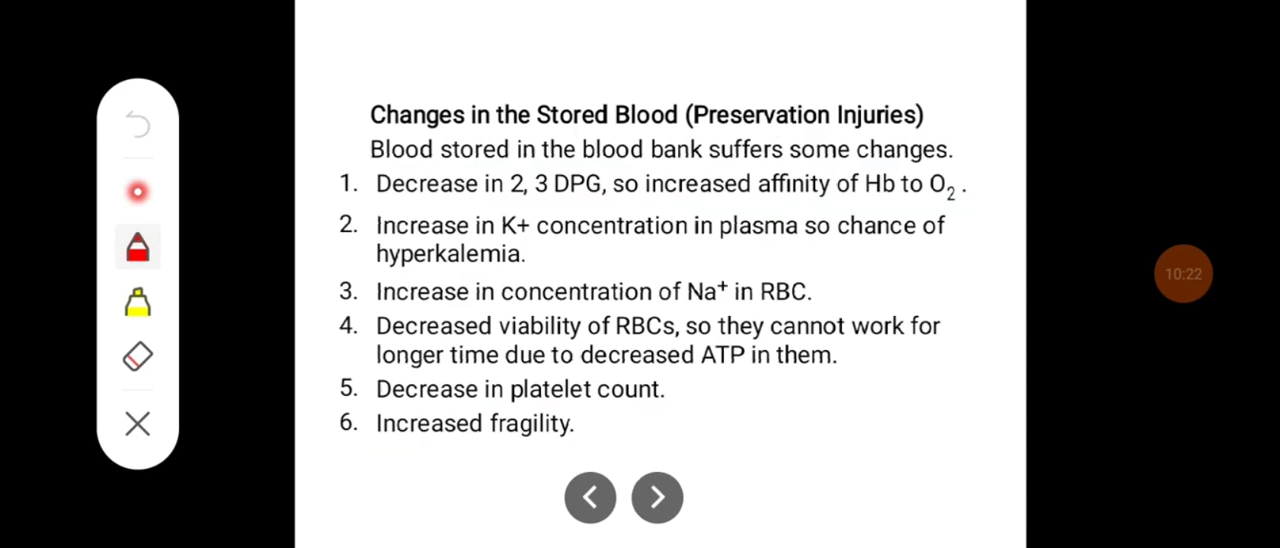 Changes in the Stored Blood (Preservation Injuries)
Blood stored in the blood bank suffers some changes.
1. Decrease in 2, 3 DPG, so increased affinity of Hb to O₂ .
2. Increase in K+ concentration in plasma so chance of
hyperkalemia.
3. Increase in concentration of Na⁺ in RBC.
4. Decreased viability of RBCs, so they cannot work for
longer time due to decreased ATP in them.
5. Decrease in platelet count.
6. Increased fragility.
10:22